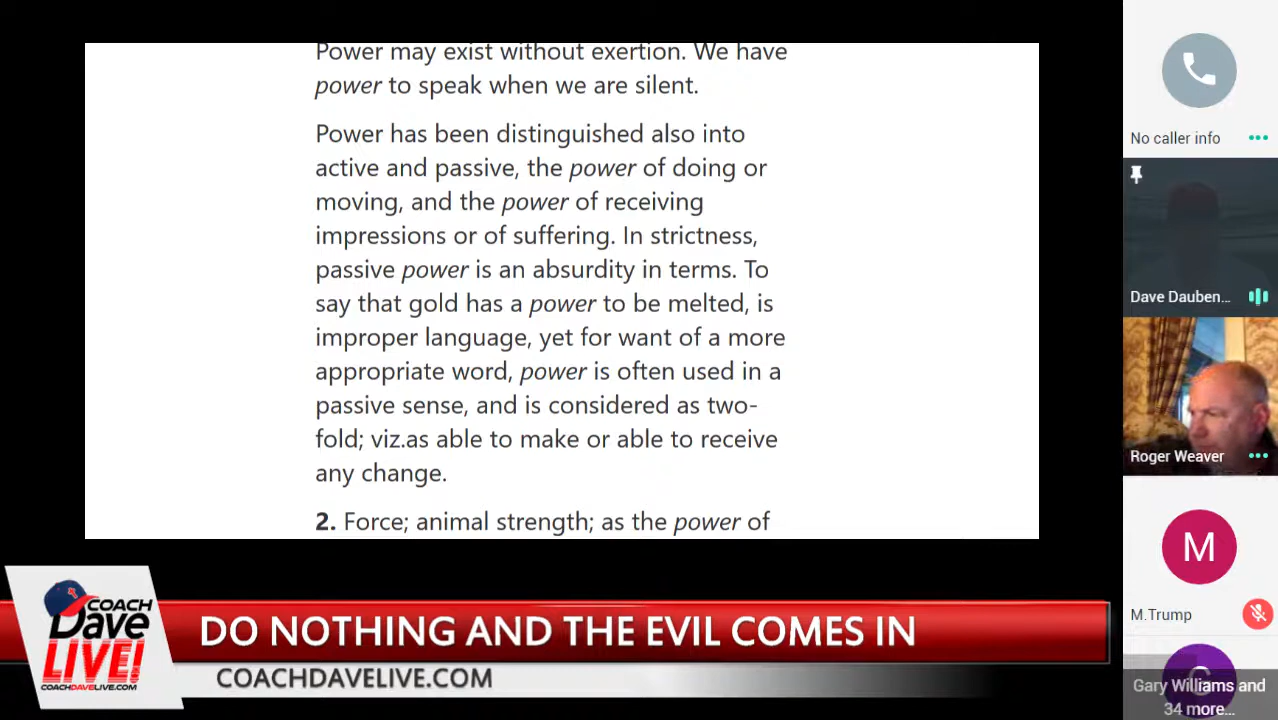 Power may exist without exertion. We have
power to speak when we are silent.
Power has been distinguished also into
active and passive, the power of doing or
moving, and the power of receiving
impressions or of suffering. In strictness,
passive power is an absurdity in terms. To
say that gold has a power to be melted, is
improper language, yet for want of a more
appropriate word, power is often used in a
passive sense, and is considered as two-
fold; viz.as able to make or able to receive
any change.
2. Force; animal strength; as the power of
No caller info
Dave Dauben...
Roger Weaver
M
M.Trump
Gary Williams and
34 more...
COACH
Dave
LIVE!
COACHDAVELIVE.COM
DO NOTHING AND THE EVIL COMES IN
COACHDAVELIVE.COM